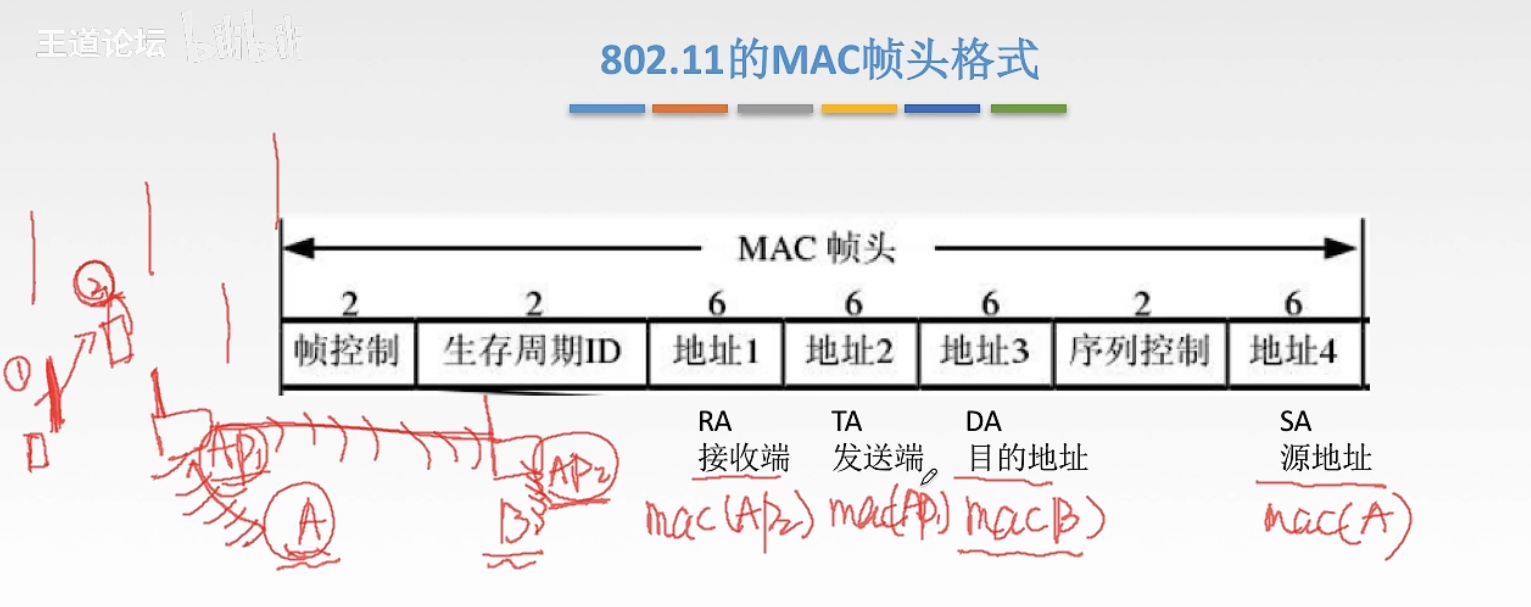 王道论坛 bilibili
802.11的MAC帧头格式
MAC 帧头
2 2 6 6 6 2 6
帧控制 生存周期ID 地址1 地址2 地址3 序列控制 地址4
RA TA DA SA
接收端 发送端 目的地址 源地址
mac(AP2) mac(AP1) mac(B) mac(A)
① ②
AP1 AP2
A B